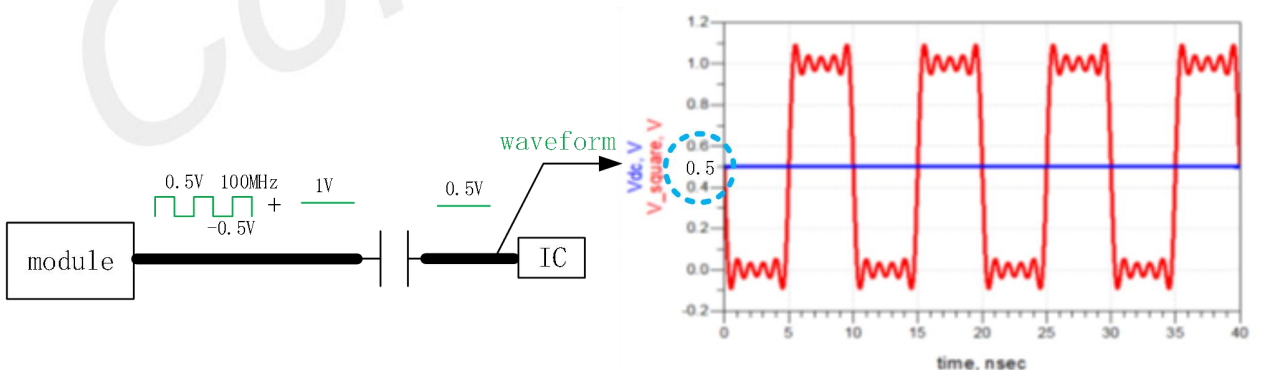 Co
0.5V 100MHz
+
1V
-0.5V
module
0.5V
waveform
IC
Vdc, V
V_square, V
1.2
1.0
0.8
0.6
0.5
0.4
0.2
0.0
-0.2
0 5 10 15 20 25 30 35 40
time, nsec